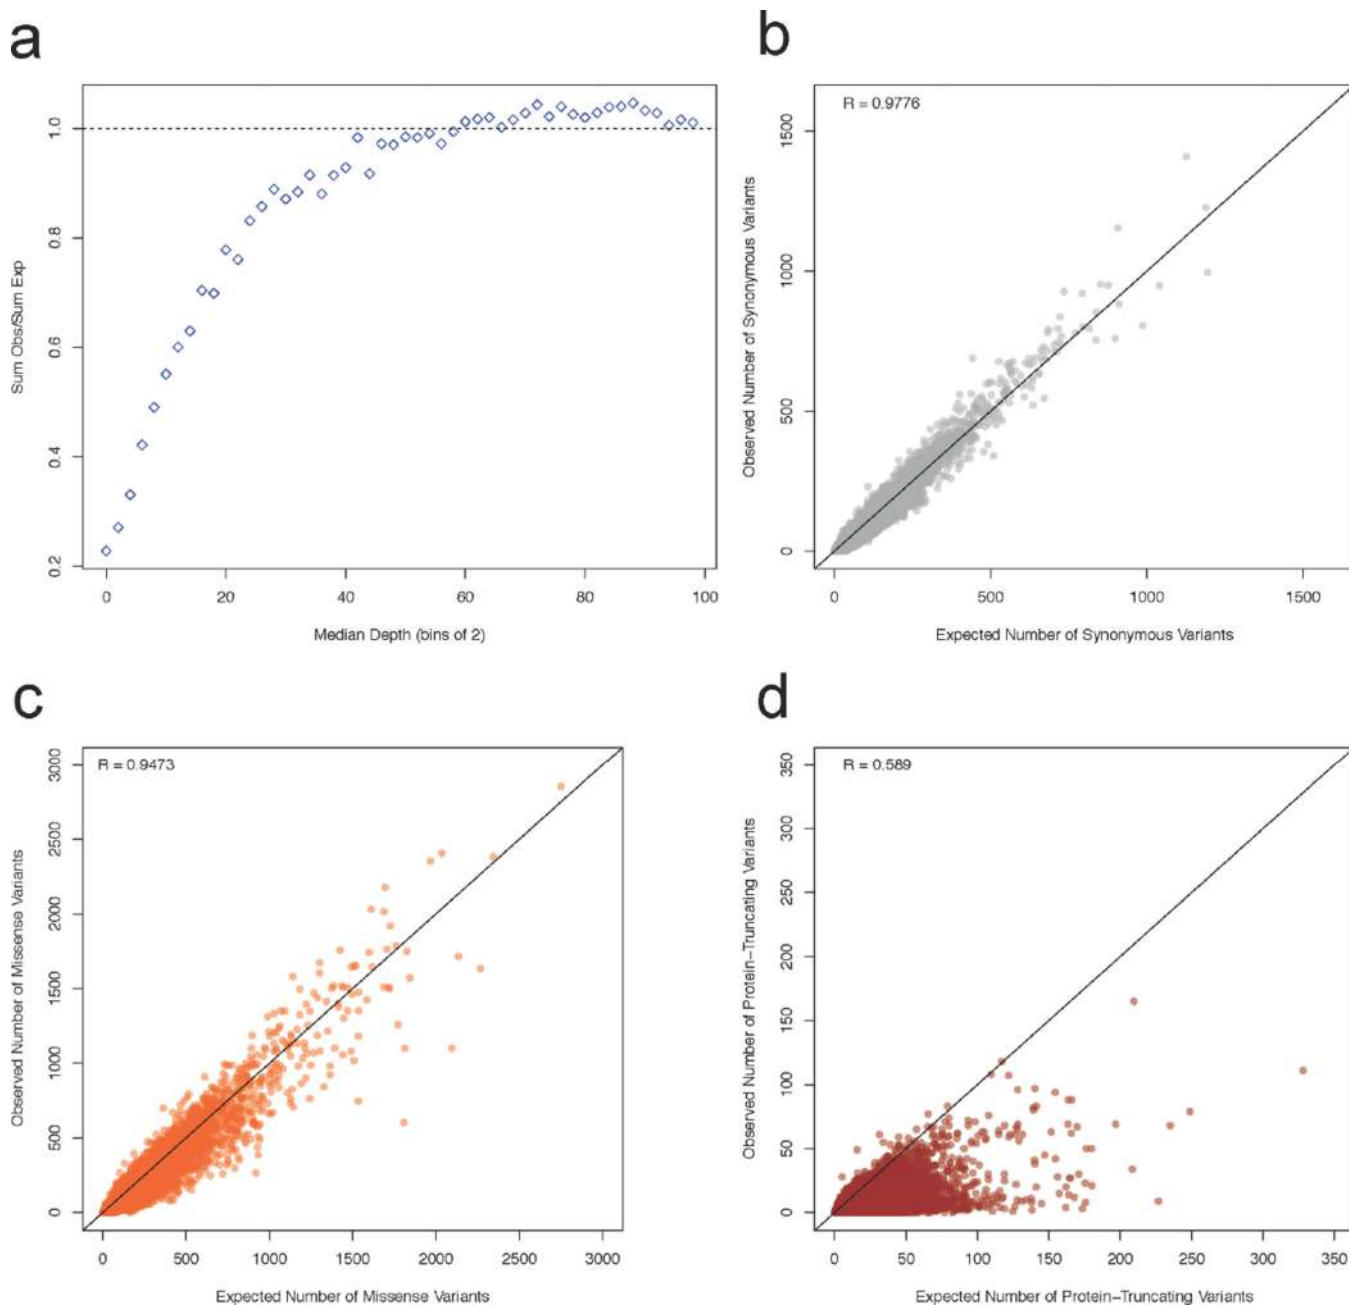 a
1.0
0.8
0.6
0.4
0.2
Sum Obs/Sum Exp
0 20 40 60 80 100
Median Depth (bins of 2)
b
R = 0.9776
1500
1000
500
0
Observed Number of Synonymous Variants
0 500 1000 1500
Expected Number of Synonymous Variants
c
R = 0.9473
3000
2500
2000
1500
1000
500
0
Observed Number of Missense Variants
0 500 1000 1500 2000 2500 3000
Expected Number of Missense Variants
d
R = 0.589
350
300
250
200
150
100
50
0
Observed Number of Protein−Truncating Variants
0 50 100 150 200 250 300 350
Expected Number of Protein−Truncating Variants